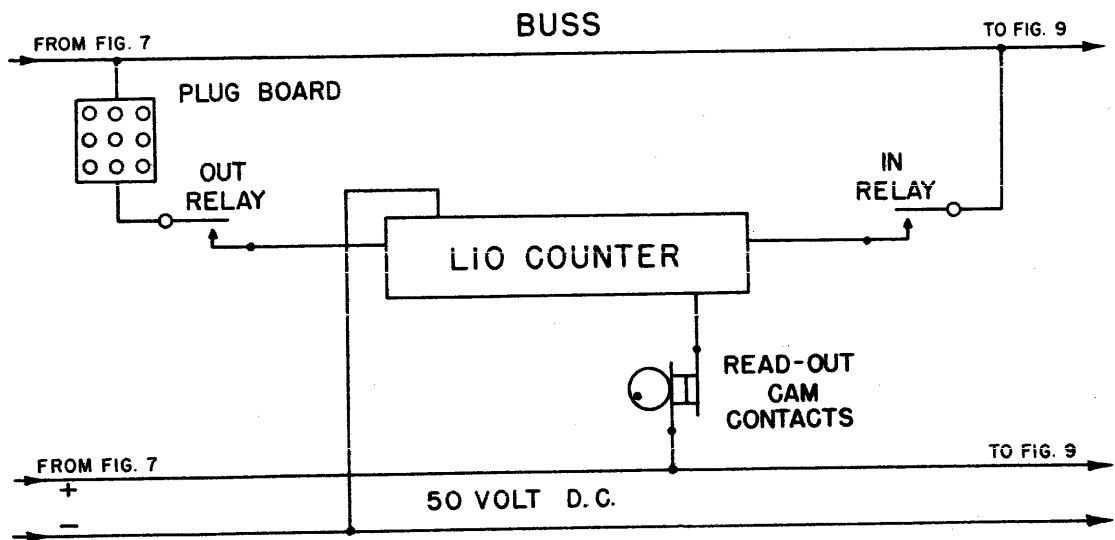 BUSS
FROM FIG. 7
TO FIG. 9
PLUG BOARD
OUT
RELAY
IN
RELAY
LiO COUNTER
READ-OUT
CAM
CONTACTS
FROM FIG. 7
TO FIG. 9
+
50 VOLT D.C.
−